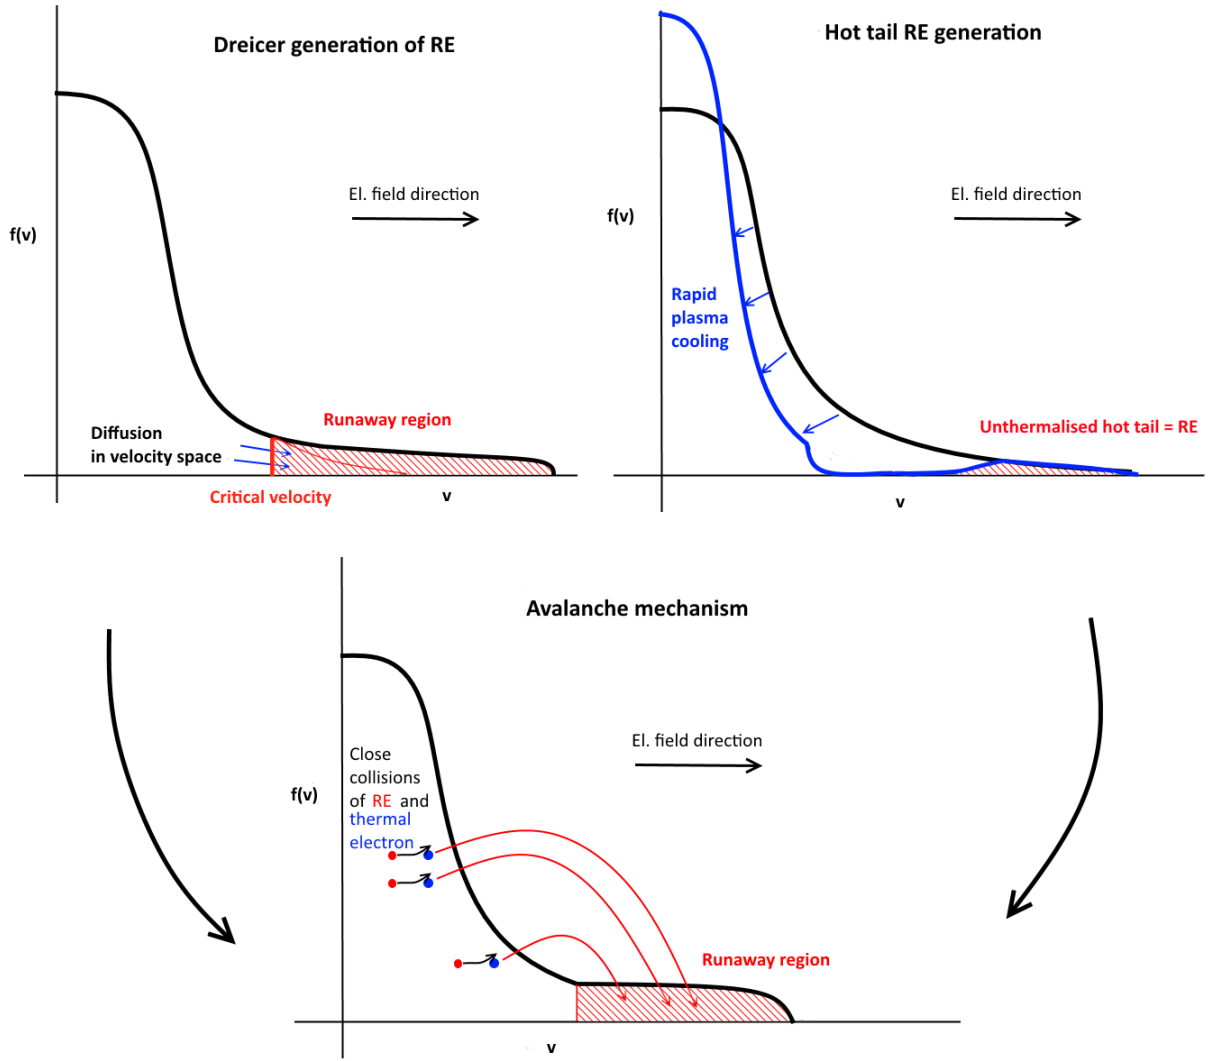 Dreicer generation of RE
El. field direction
f(v)
Runaway region
Diffusion
in velocity space
Critical velocity
v
Hot tail RE generation
El. field direction
f(v)
Rapid
plasma
cooling
Unthermalised hot tail = RE
v
Avalanche mechanism
El. field direction
Close
collisions
of RE and
thermal
electron
f(v)
Runaway region
v